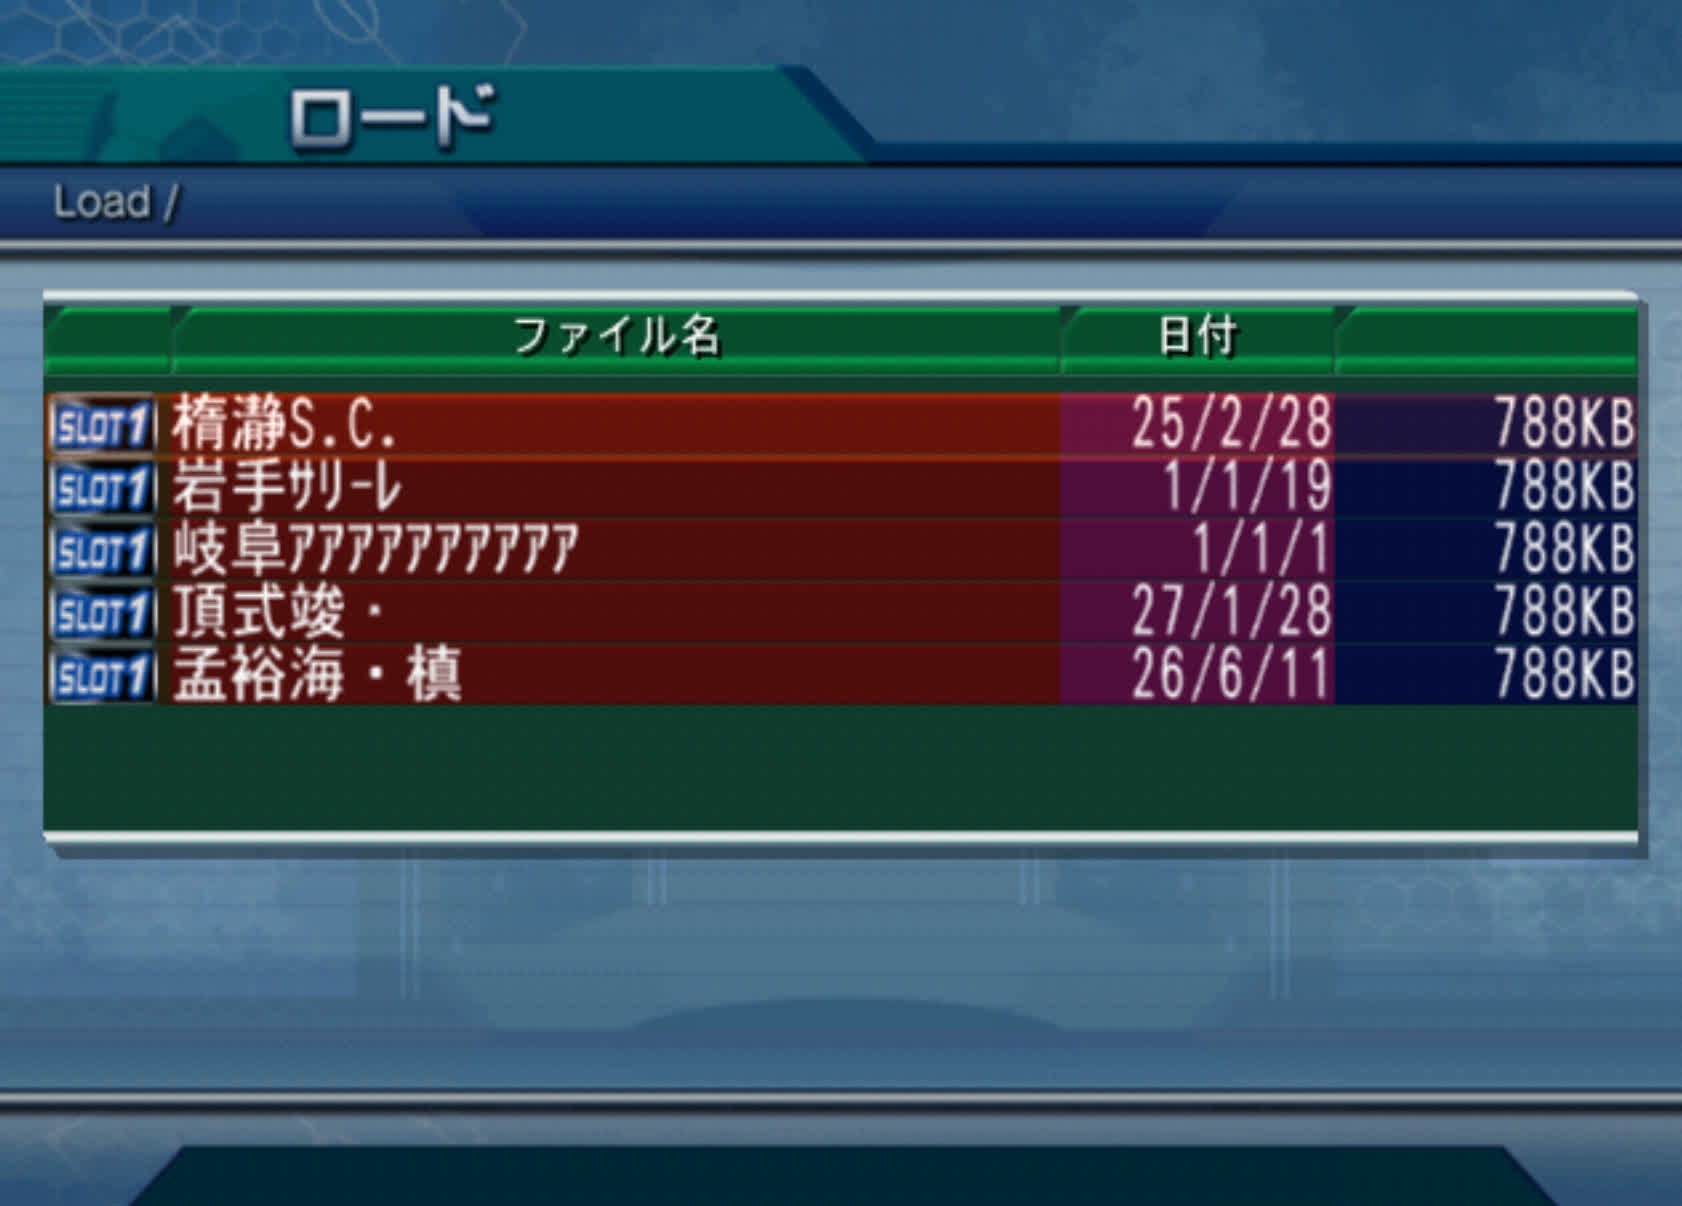 ロード
Load /
ファイル名 日付
SLOT1 楕瀞S.C. 25/2/28 788KB
SLOT1 岩手ｻﾘｰﾚ 1/1/19 788KB
SLOT1 岐阜ｱｱｱｱｱｱｱｱｱｱ 1/1/1 788KB
SLOT1 頂式竣・ 27/1/28 788KB
SLOT1 孟裕海・槙 26/6/11 788KB